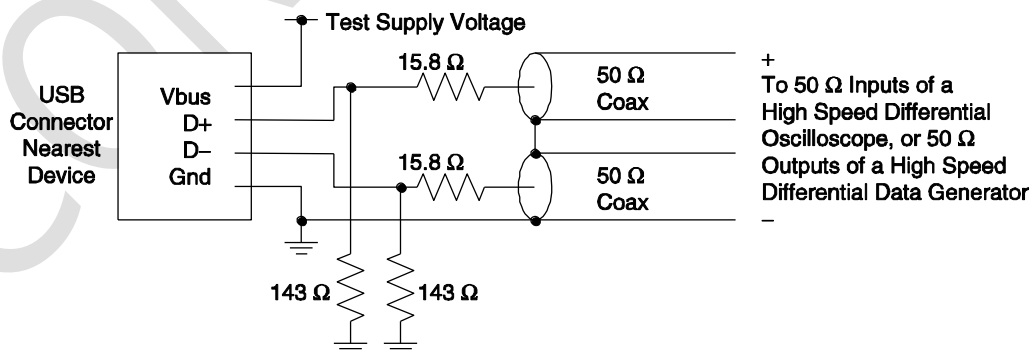 Test Supply Voltage
USB
Connector
Nearest
Device
Vbus
D+
D–
Gnd
15.8 Ω
15.8 Ω
50 Ω
Coax
50 Ω
Coax
143 Ω
143 Ω
+
To 50 Ω Inputs of a
High Speed Differential
Oscilloscope, or 50 Ω
Outputs of a High Speed
Differential Data Generator
–